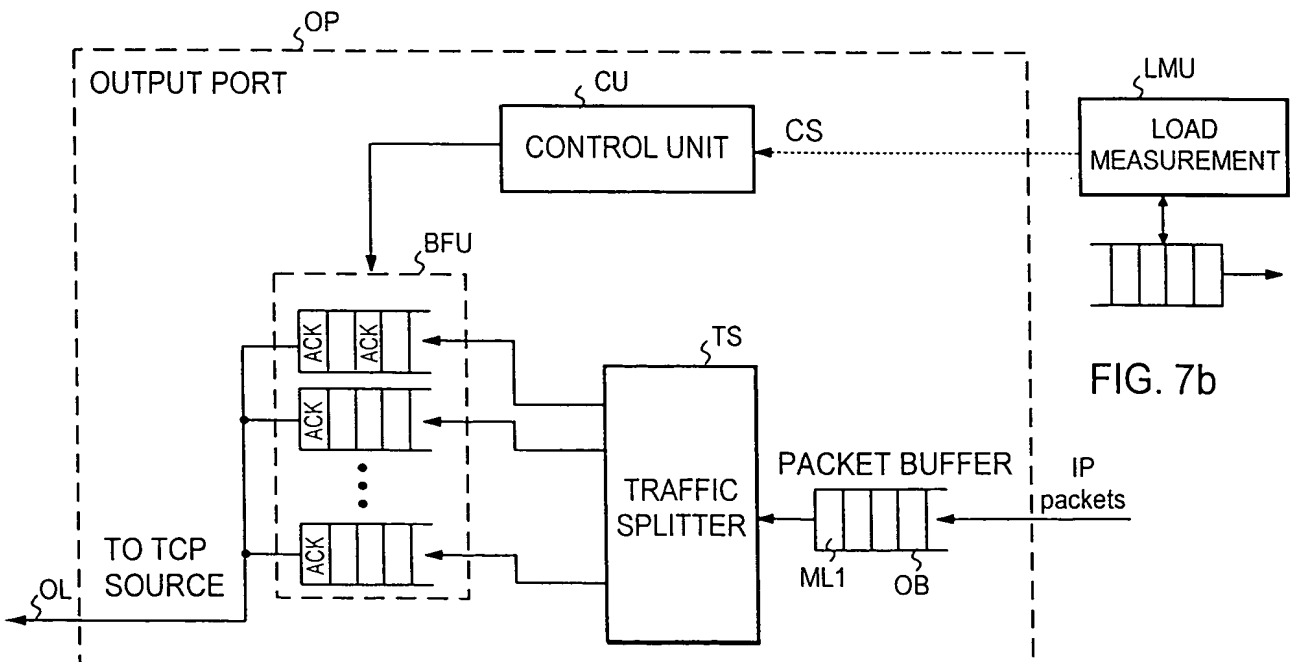 OP
OUTPUT PORT
CU
CONTROL UNIT
CS
LMU
LOAD
MEASUREMENT
BFU
ACK
ACK
ACK
ACK
TS
TRAFFIC
SPLITTER
FIG. 7b
PACKET BUFFER
IP
packets
ML1
OB
TO TCP
SOURCE
OL